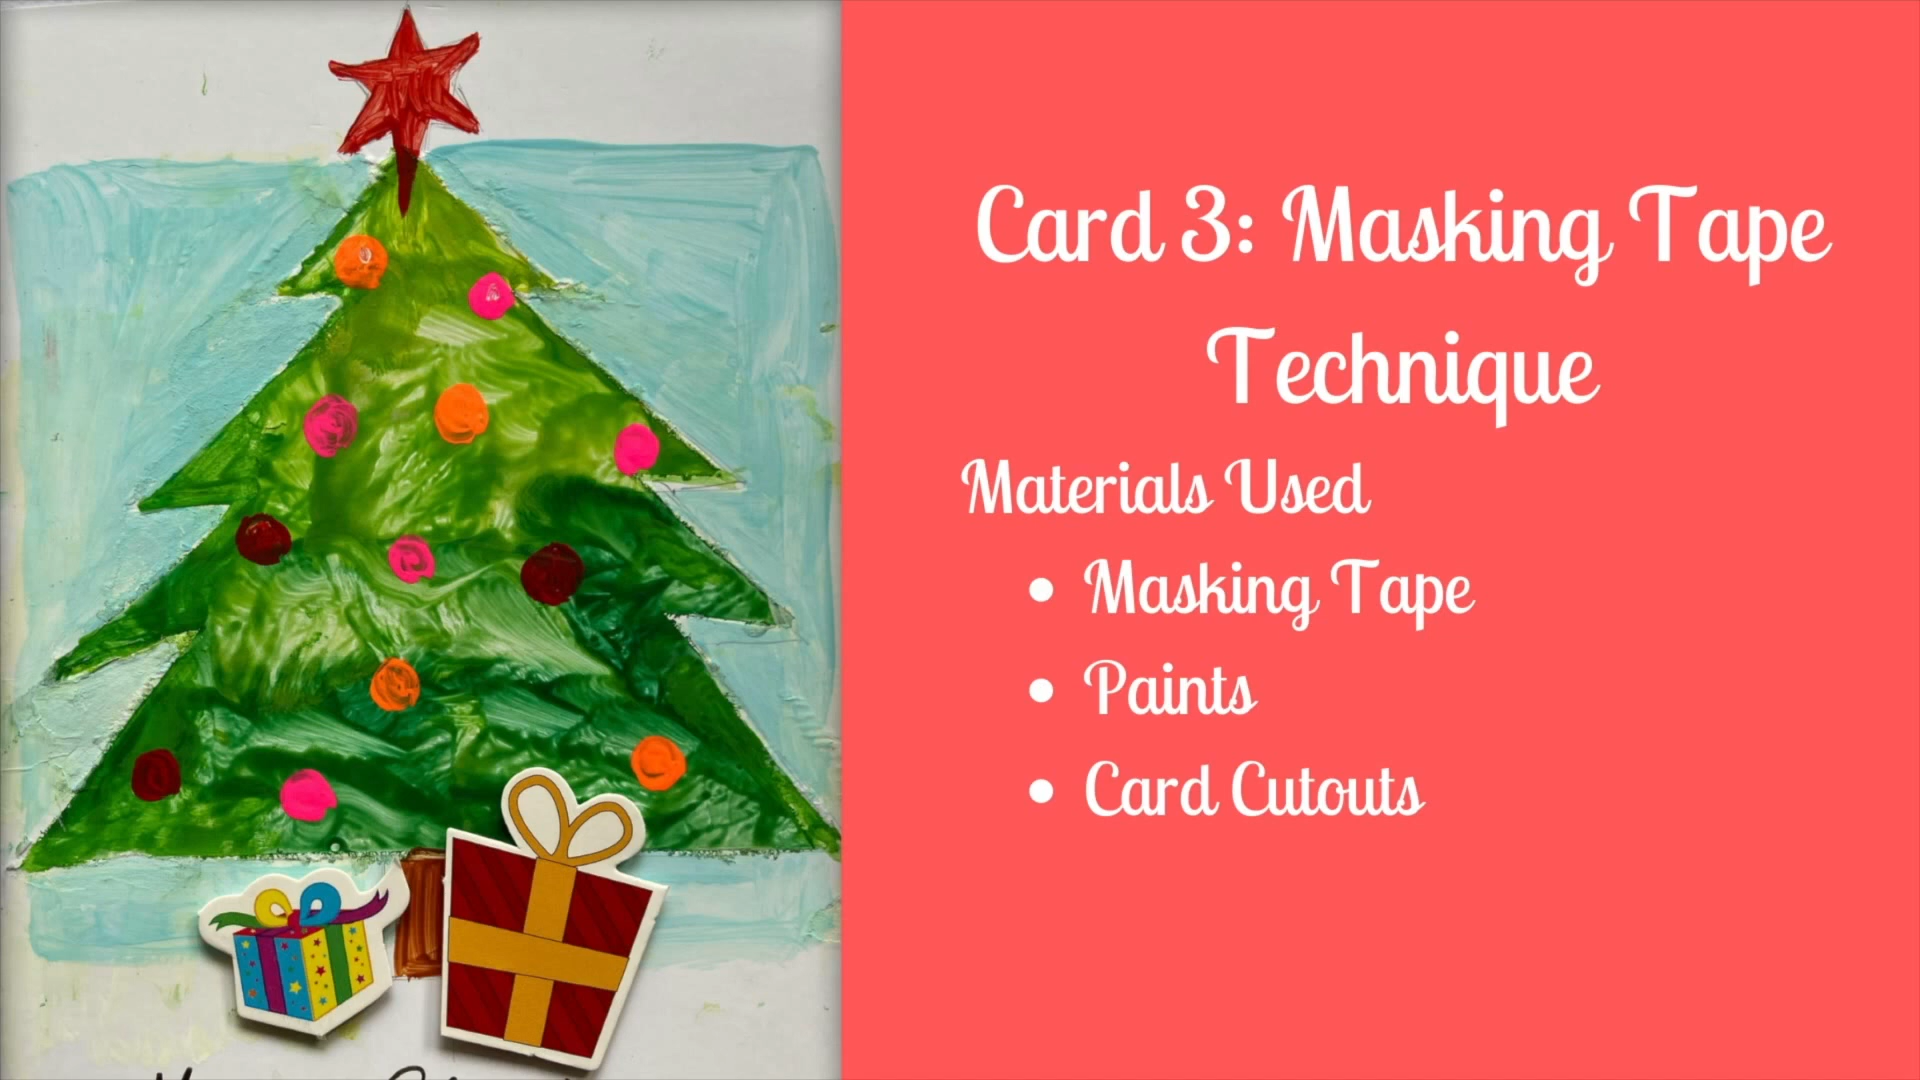 Card 3: Masking Tape
Technique
Materials Used
• Masking Tape
• Paints
• Card Cutouts